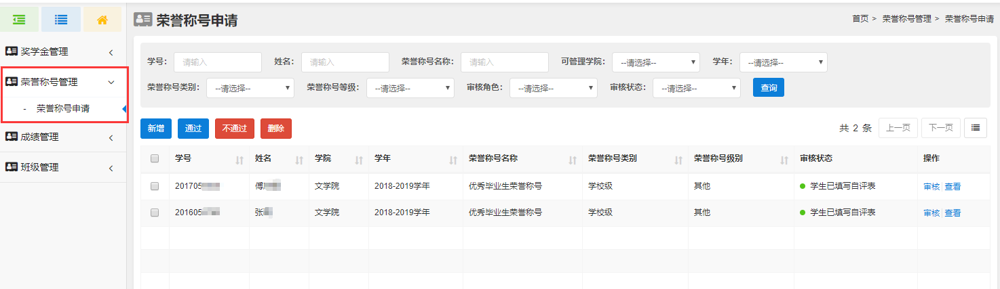 荣誉称号申请
首页 > 荣誉称号管理 > 荣誉称号申请
奖学金管理
荣誉称号管理
- 荣誉称号申请
成绩管理
班级管理
学号: 请输入 姓名: 请输入 荣誉称号名称: 请输入 可管理学院: --请选择-- 学年: --请选择--
荣誉称号类别: --请选择-- 荣誉称号等级: --请选择-- 审核角色: --请选择-- 审核状态: --请选择-- 查询
新增 通过 不通过 删除 共 2 条 上一页 下一页
学号 姓名 学院 学年 荣誉称号名称 荣誉称号类别 荣誉称号级别 审核状态 操作
201705 傅 文学院 2018-2019学年 优秀毕业生荣誉称号 学校级 其他 学生已填写自评表 审核 查看
201605 张 文学院 2018-2019学年 优秀毕业生荣誉称号 学校级 其他 学生已填写自评表 审核 查看